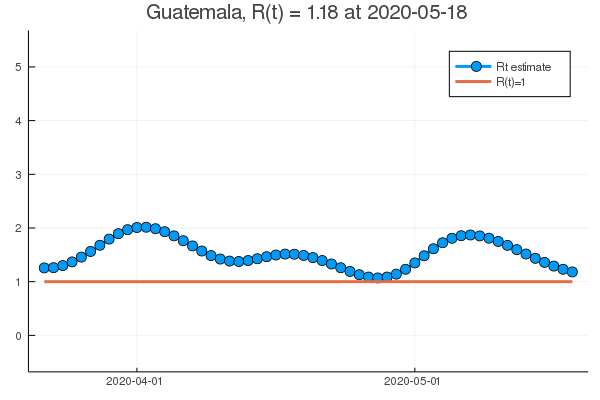 Guatemala, R(t) = 1.18 at 2020-05-18
5
4
3
2
1
0
Rt estimate
R(t)=1
2020-04-01
2020-05-01